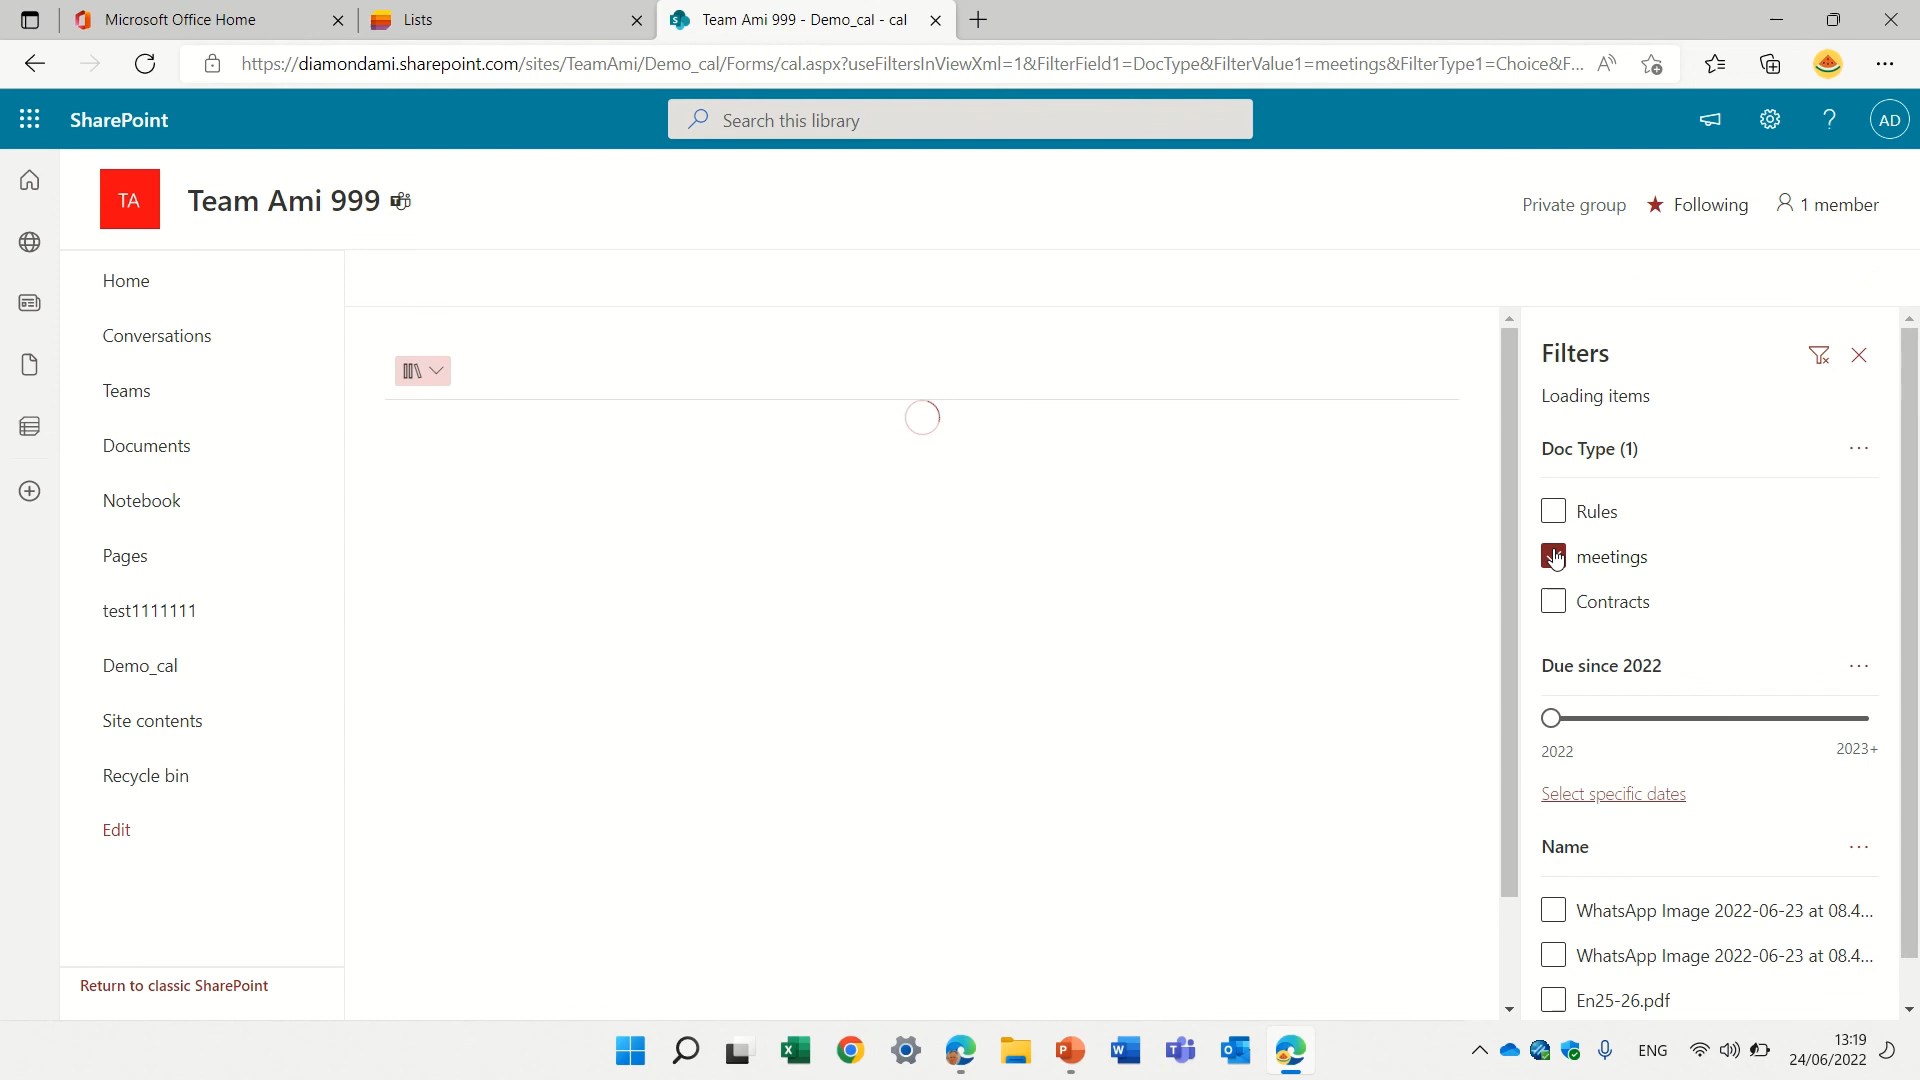 Microsoft Office Home
Lists
Team Ami 999 - Demo_cal - cal
https://diamondami.sharepoint.com/sites/TeamAmi/Demo_cal/Forms/cal.aspx?useFiltersInViewXml=1&FilterField1=DocType&FilterValue1=meetings&FilterType1=Choice&F...
SharePoint
Search this library
AD
TA
Team Ami 999
Private group
Following
1 member
Home
Conversations
Teams
Documents
Notebook
Pages
test1111111
Demo_cal
Site contents
Recycle bin
Edit
Return to classic SharePoint
Filters
Loading items
Doc Type (1)
Rules
meetings
Contracts
Due since 2022
2022
2023+
Select specific dates
Name
WhatsApp Image 2022-06-23 at 08.4...
WhatsApp Image 2022-06-23 at 08.4...
En25-26.pdf
ENG
13:19
24/06/2022